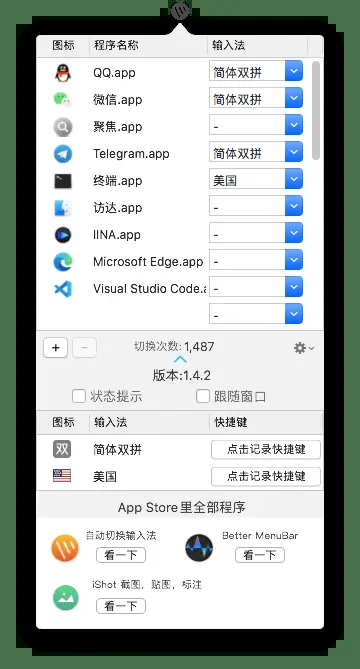 图标 程序名称 输入法
QQ.app 简体双拼
微信.app 简体双拼
聚焦.app -
Telegram.app 简体双拼
终端.app 美国
访达.app -
IINA.app -
Microsoft Edge.app -
Visual Studio Code.a -
-
+ - 切换次数: 1,487
版本:1.4.2
状态提示 跟随窗口
图标 输入法 快捷键
双 简体双拼 点击记录快捷键
美国 点击记录快捷键
App Store里全部程序
自动切换输入法 Better MenuBar
看一下 看一下
iShot 截图，贴图，标注
看一下